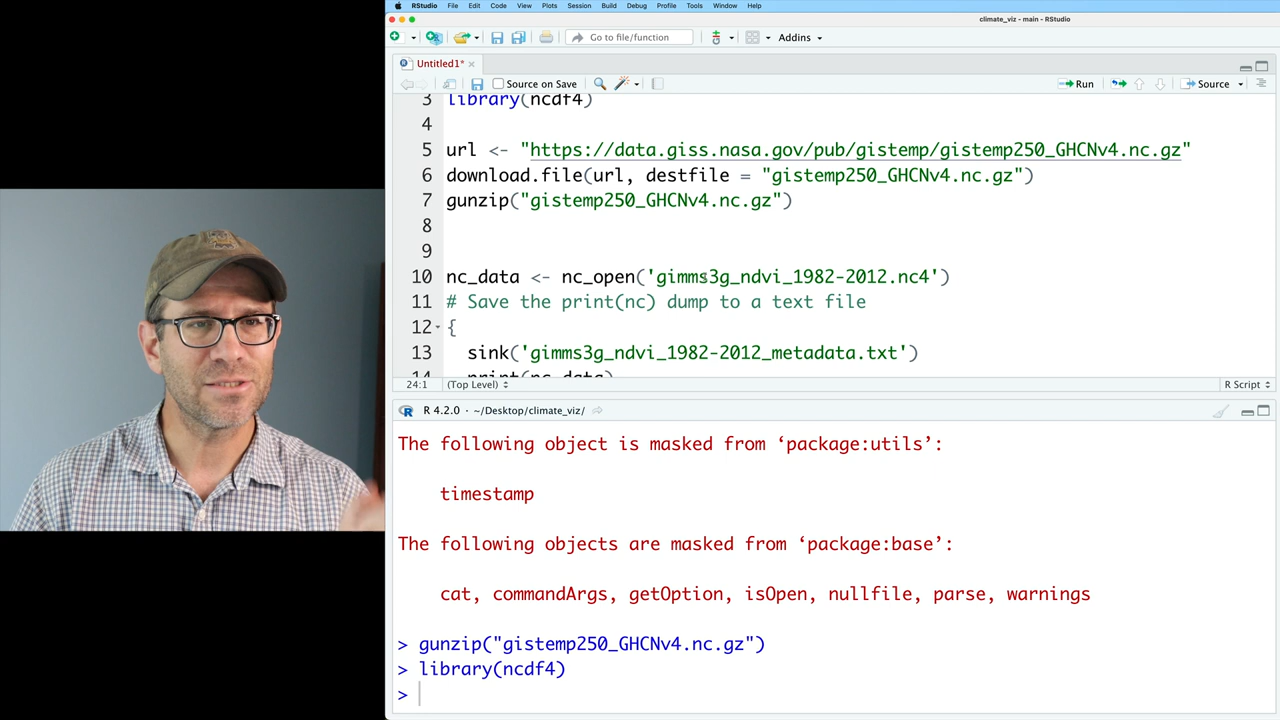 RStudio File Edit Code View Plots Session Build Debug Profile Tools Window Help
climate_viz - main - RStudio
Go to file/function Addins
Untitled1*
Source on Save Run Source
3 library(ncdf4)
4
5 url <- "https://data.giss.nasa.gov/pub/gistemp/gistemp250_GHCNv4.nc.gz"
6 download.file(url, destfile = "gistemp250_GHCNv4.nc.gz")
7 gunzip("gistemp250_GHCNv4.nc.gz")
8
9
10 nc_data <- nc_open('gimms3g_ndvi_1982-2012.nc4')
11 # Save the print(nc) dump to a text file
12 {
13 sink('gimms3g_ndvi_1982-2012_metadata.txt')
14 print(nc_data)
24:1 (Top Level) R Script
R 4.2.0 · ~/Desktop/climate_viz/
The following object is masked from ‘package:utils’:
timestamp
The following objects are masked from ‘package:base’:
cat, commandArgs, getOption, isOpen, nullfile, parse, warnings
> gunzip("gistemp250_GHCNv4.nc.gz")
> library(ncdf4)
>